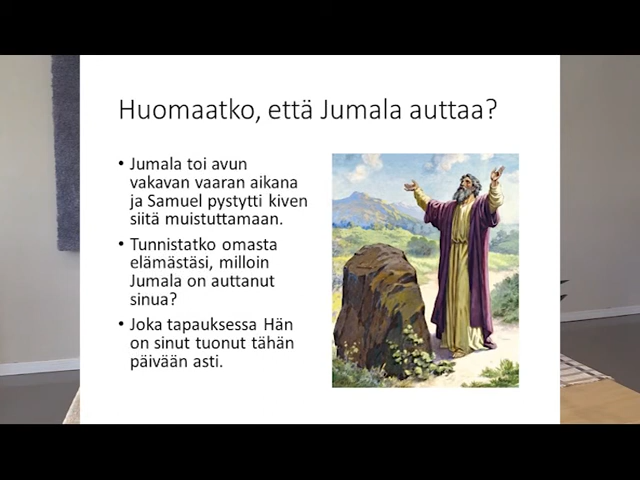 Huomaatko, että Jumala auttaa?
• Jumala toi avun
vakavan vaaran aikana
ja Samuel pystytti kiven
siitä muistuttamaan.
• Tunnistatko omasta
elämästäsi, milloin
Jumala on auttanut
sinua?
• Joka tapauksessa Hän
on sinut tuonut tähän
päivään asti.